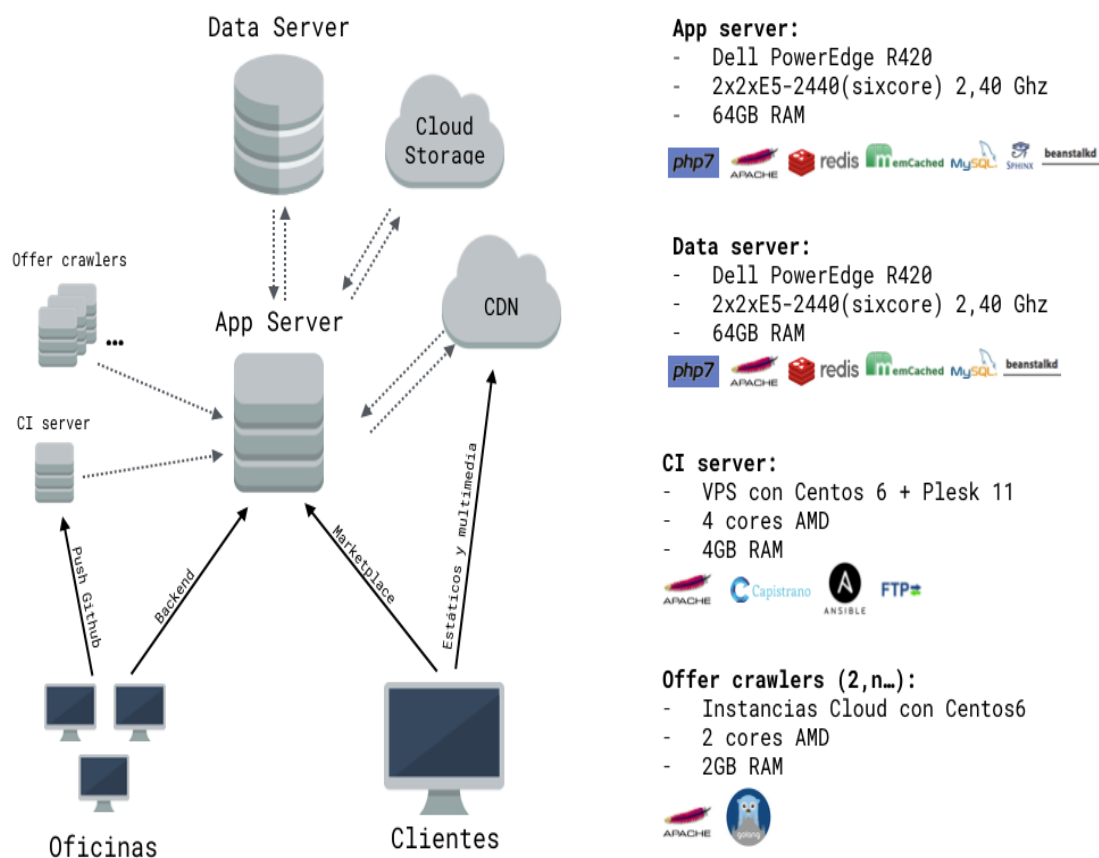 Data Server
Cloud
Storage
Offer crawlers
...
App Server
CDN
CI server
Push Github
Backend
Marketplace
Estáticos y multimedia
Oficinas
Clientes
App server:
- Dell PowerEdge R420
- 2x2xE5-2440(sixcore) 2,40 Ghz
- 64GB RAM
php7 APACHE redis MemCached MySQL SPHINX beanstalkd
Data server:
- Dell PowerEdge R420
- 2x2xE5-2440(sixcore) 2,40 Ghz
- 64GB RAM
php7 APACHE redis MemCached MySQL beanstalkd
CI server:
- VPS con Centos 6 + Plesk 11
- 4 cores AMD
- 4GB RAM
APACHE Capistrano ANSIBLE FTP
Offer crawlers (2,n…):
- Instancias Cloud con Centos6
- 2 cores AMD
- 2GB RAM
APACHE golang